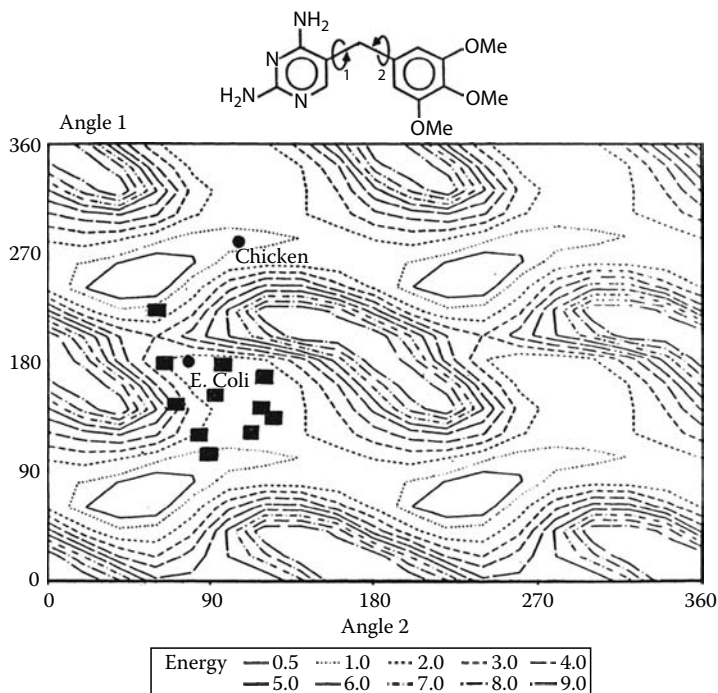 NH2
N
OMe
H2N
N
1
2
OMe
OMe
Angle 1
360
270
Chicken
180
E. Coli
90
0
0 90 180 270 360
Angle 2
Energy 0.5 1.0 2.0 3.0 4.0
5.0 6.0 7.0 8.0 9.0